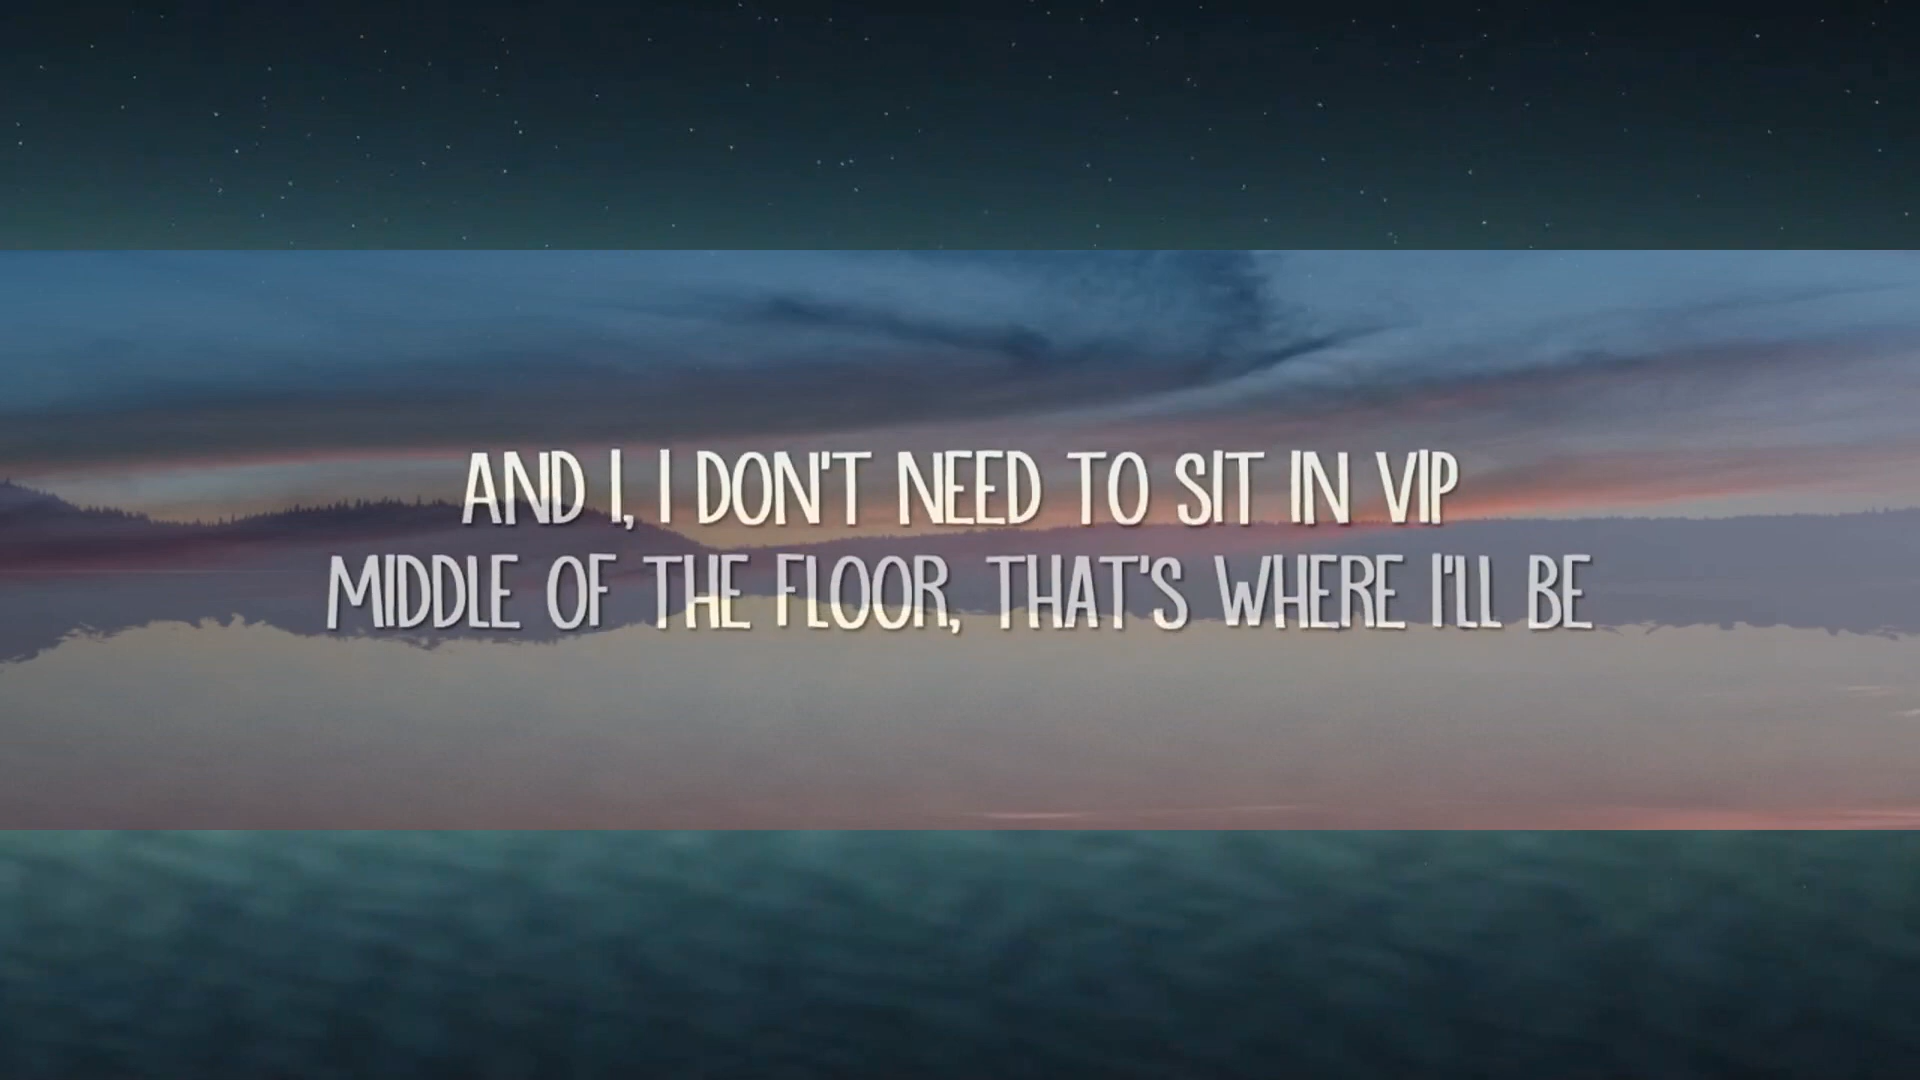 AND I, I DON'T NEED TO SIT IN VIP
MIDDLE OF THE FLOOR, THAT'S WHERE I'LL BE